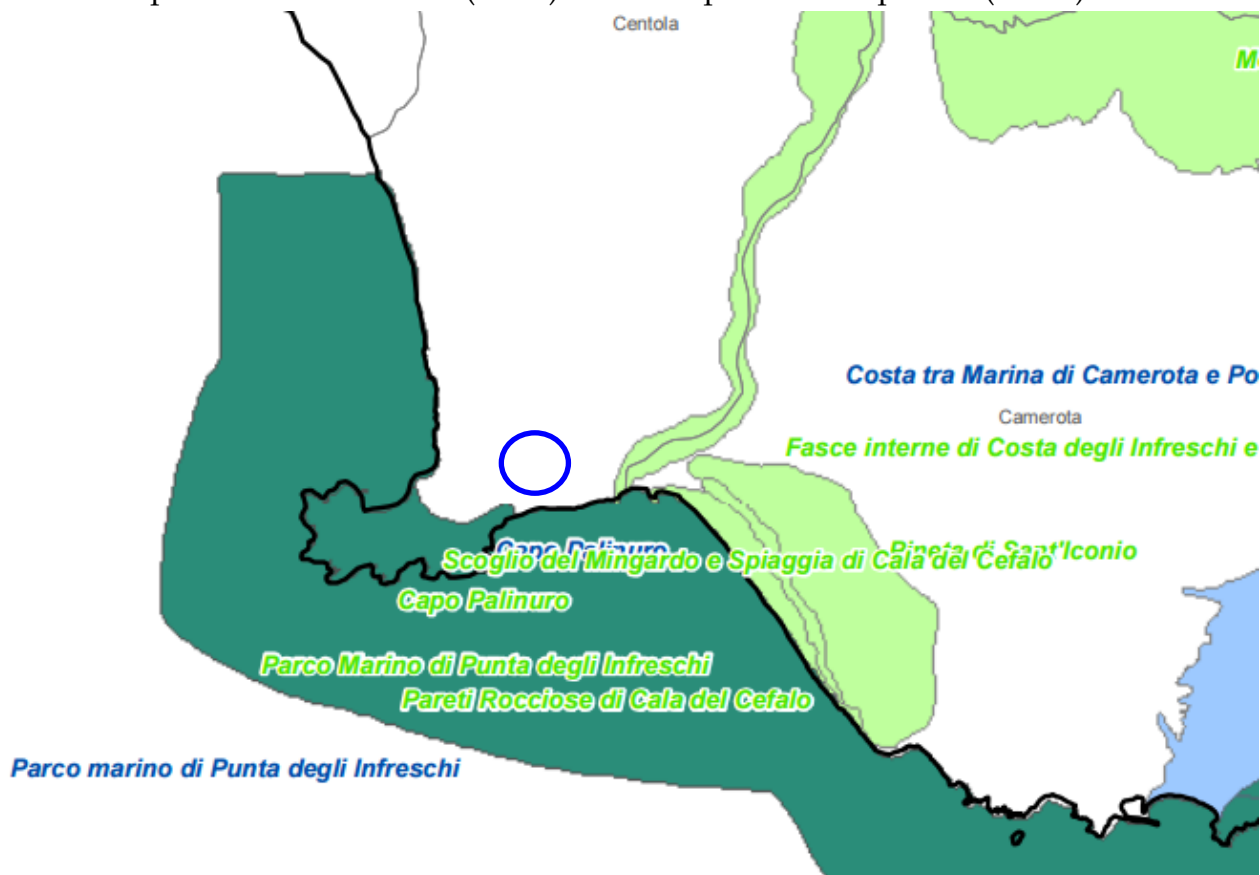 Centola
Costa tra Marina di Camerota e Po
Camerota
Fasce interne di Costa degli Infreschi e
Capo Palinuro
Pineta di Sant'Iconio
Scoglio del Mingardo e Spiaggia di Cala del Cefalo
Capo Palinuro
Parco Marino di Punta degli Infreschi
Pareti Rocciose di Cala del Cefalo
Parco marino di Punta degli Infreschi